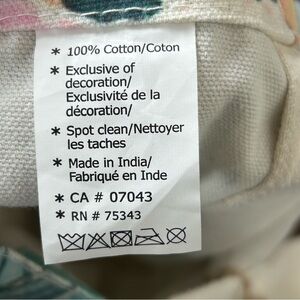 * 100% Cotton/Coton
* Exclusive of
decoration/
Exclusivité de la
décoration/
* Spot clean/Nettoyer
les taches
* Made in India/
Fabriqué en Inde
* CA # 07043
* RN # 75343